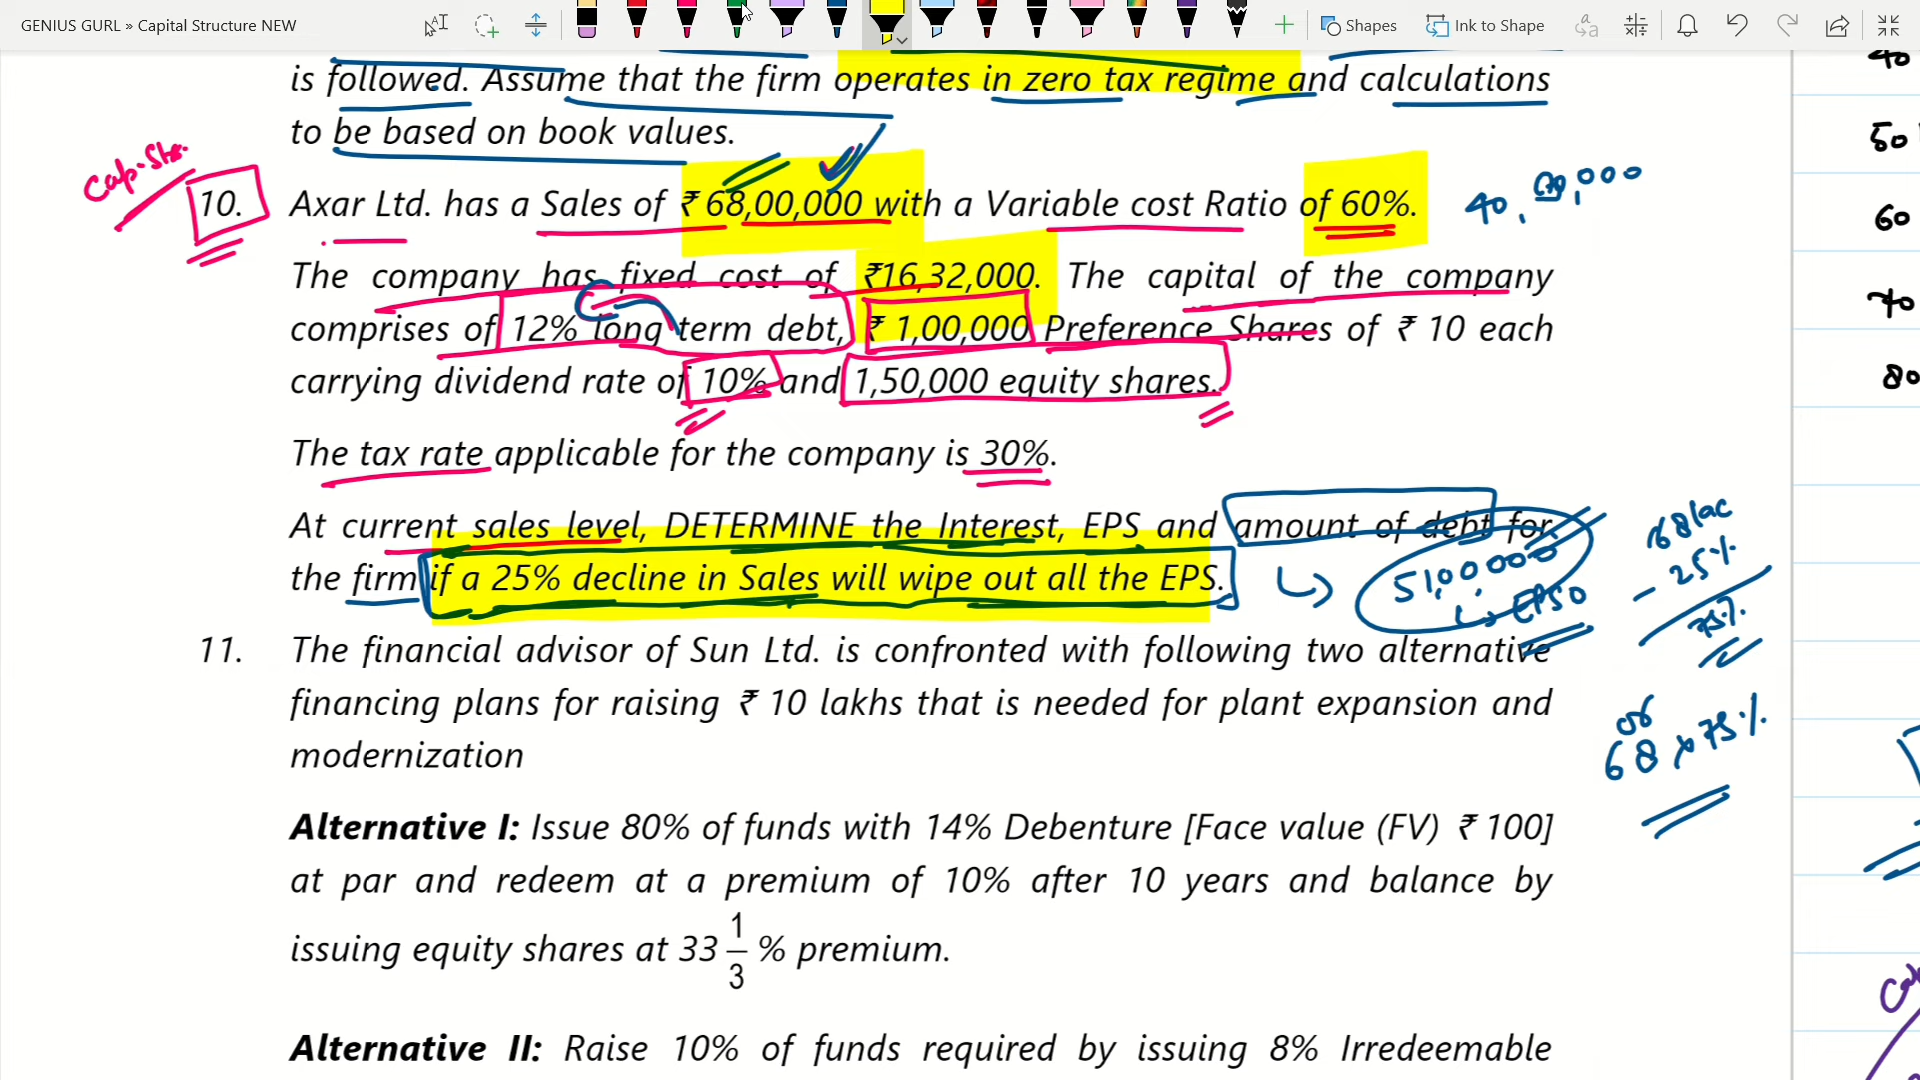 GENIUS GURL » Capital Structure NEW
Shapes
Ink to Shape
is followed. Assume that the firm operates in zero tax regime and calculations
to be based on book values.
Cap. Str.
10. Axar Ltd. has a Sales of ₹ 68,00,000 with a Variable cost Ratio of 60%.
The company has fixed cost of ₹16,32,000. The capital of the company
comprises of 12% long term debt, ₹ 1,00,000 Preference Shares of ₹ 10 each
carrying dividend rate of 10% and 1,50,000 equity shares.
The tax rate applicable for the company is 30%.
At current sales level, DETERMINE the Interest, EPS and amount of debt for
the firm if a 25% decline in Sales will wipe out all the EPS.
51,00,000
EPS 0
68 lac
- 25%
75%
or
68 x 75%
11. The financial advisor of Sun Ltd. is confronted with following two alternative
financing plans for raising ₹ 10 lakhs that is needed for plant expansion and
modernization
Alternative I: Issue 80% of funds with 14% Debenture [Face value (FV) ₹ 100]
at par and redeem at a premium of 10% after 10 years and balance by
issuing equity shares at 33 1/3 % premium.
Alternative II: Raise 10% of funds required by issuing 8% Irredeemable
40
50
60
70
80